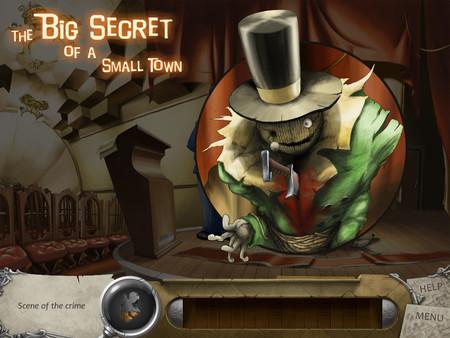 THE BIG SECRET
OF A
SMALL TOWN
Scene of the crime
HELP
MENU